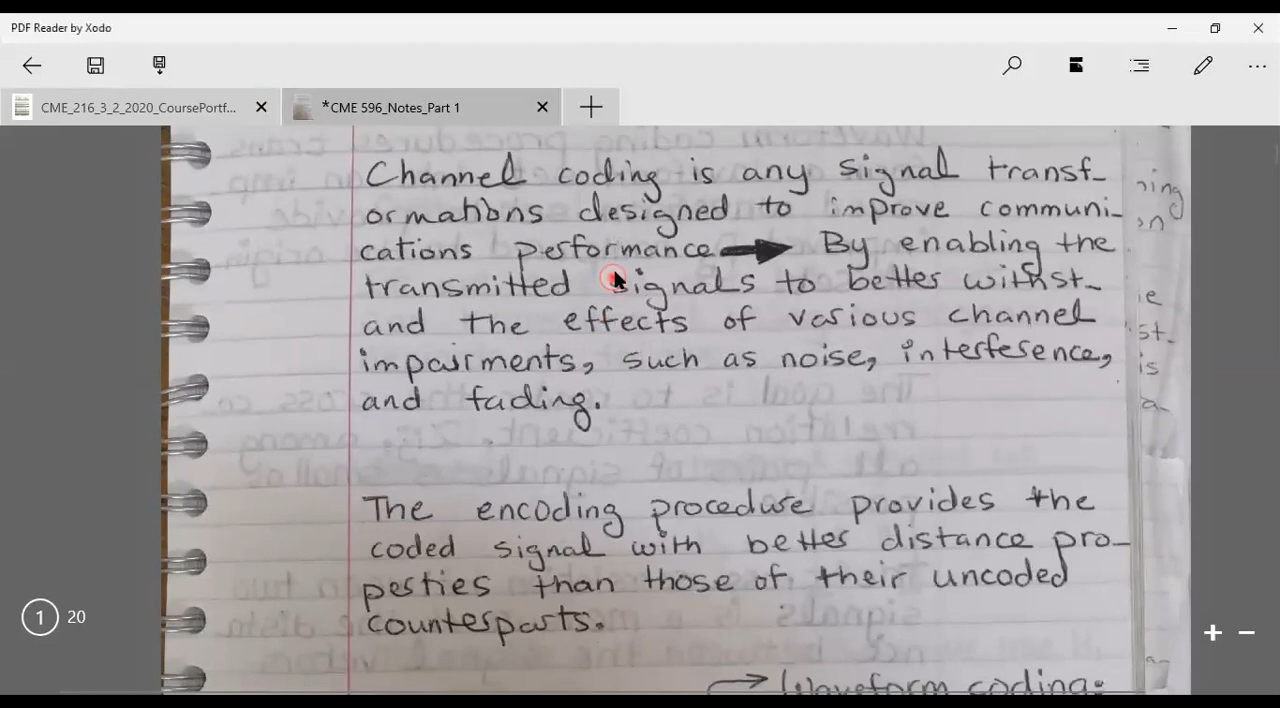 PDF Reader by Xodo
CME_216_3_2_2020_CoursePortf...
*CME 596_Notes_Part 1
Channel coding is any signal transf-
ormations designed to improve communi-
cations performance → By enabling the
transmitted signals to better withst-
and the effects of various channel
impairments, such as noise, interference,
and fading.
The encoding procedure provides the
coded signal with better distance pro-
perties than those of their uncoded
counterparts.
→ Waveform coding:
1 20